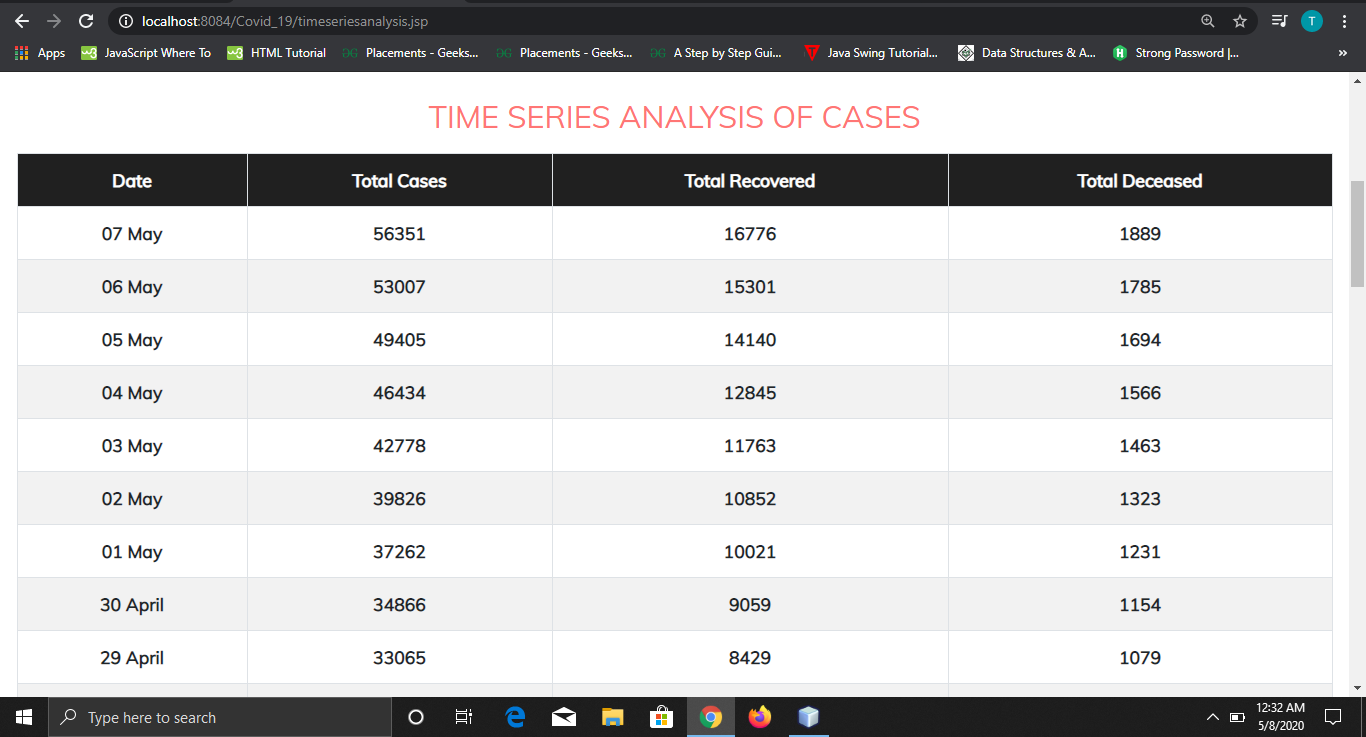 localhost:8084/Covid_19/timeseriesanalysis.jsp T
Apps JavaScript Where To HTML Tutorial Placements - Geeks... Placements - Geeks... A Step by Step Gui... Java Swing Tutorial... Data Structures & A... Strong Password |... »
TIME SERIES ANALYSIS OF CASES
Date Total Cases Total Recovered Total Deceased
07 May 56351 16776 1889
06 May 53007 15301 1785
05 May 49405 14140 1694
04 May 46434 12845 1566
03 May 42778 11763 1463
02 May 39826 10852 1323
01 May 37262 10021 1231
30 April 34866 9059 1154
29 April 33065 8429 1079
Type here to search 12:32 AM
5/8/2020